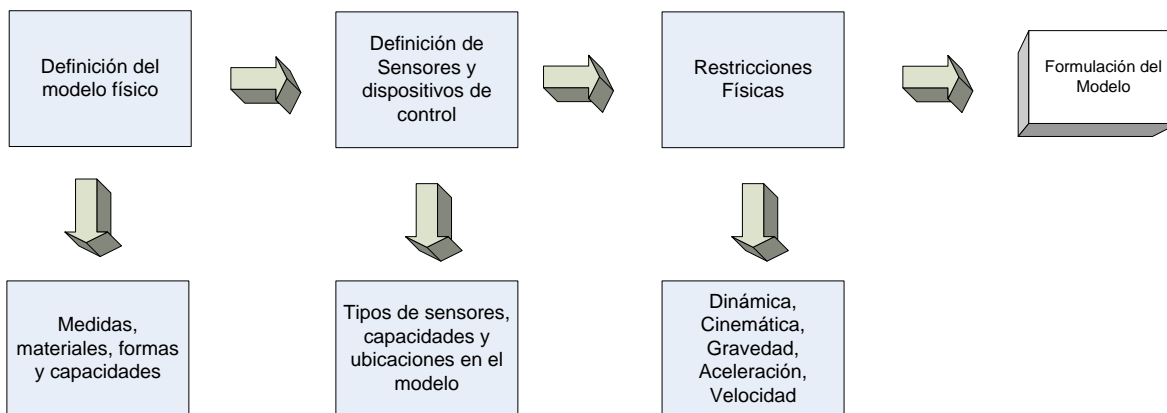 Definición del
modelo físico
Definición de
Sensores y
dispositivos de
control
Restricciones
Físicas
Formulación del
Modelo
Medidas,
materiales, formas
y capacidades
Tipos de sensores,
capacidades y
ubicaciones en el
modelo
Dinámica,
Cinemática,
Gravedad,
Aceleración,
Velocidad